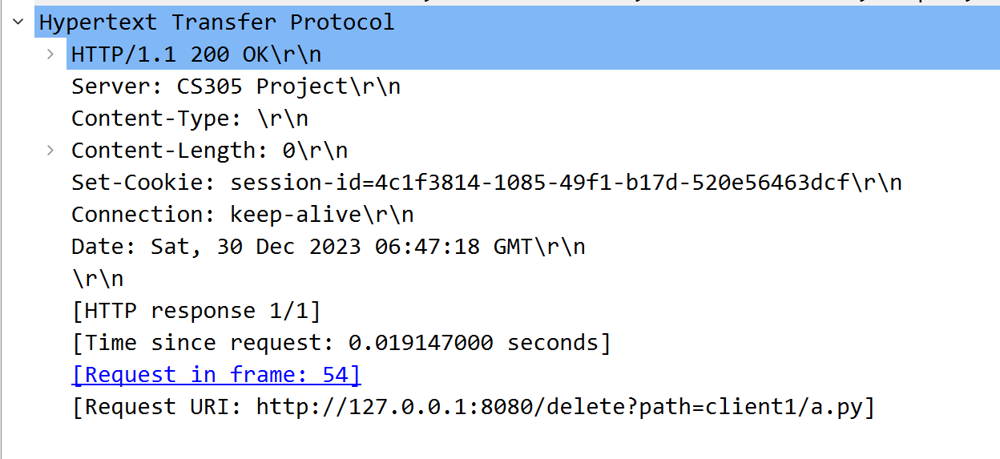 Hypertext Transfer Protocol
HTTP/1.1 200 OK\r\n
Server: CS305 Project\r\n
Content-Type: \r\n
Content-Length: 0\r\n
Set-Cookie: session-id=4c1f3814-1085-49f1-b17d-520e56463dcf\r\n
Connection: keep-alive\r\n
Date: Sat, 30 Dec 2023 06:47:18 GMT\r\n
\r\n
[HTTP response 1/1]
[Time since request: 0.019147000 seconds]
[Request in frame: 54]
[Request URI: http://127.0.0.1:8080/delete?path=client1/a.py]